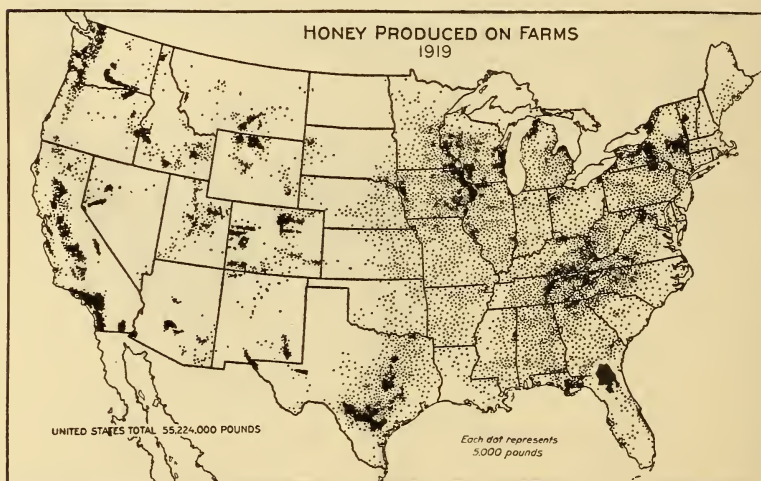 HONEY PRODUCED ON FARMS
1919
UNITED STATES TOTAL 55,224,000 POUNDS
Each dot represents
5,000 pounds